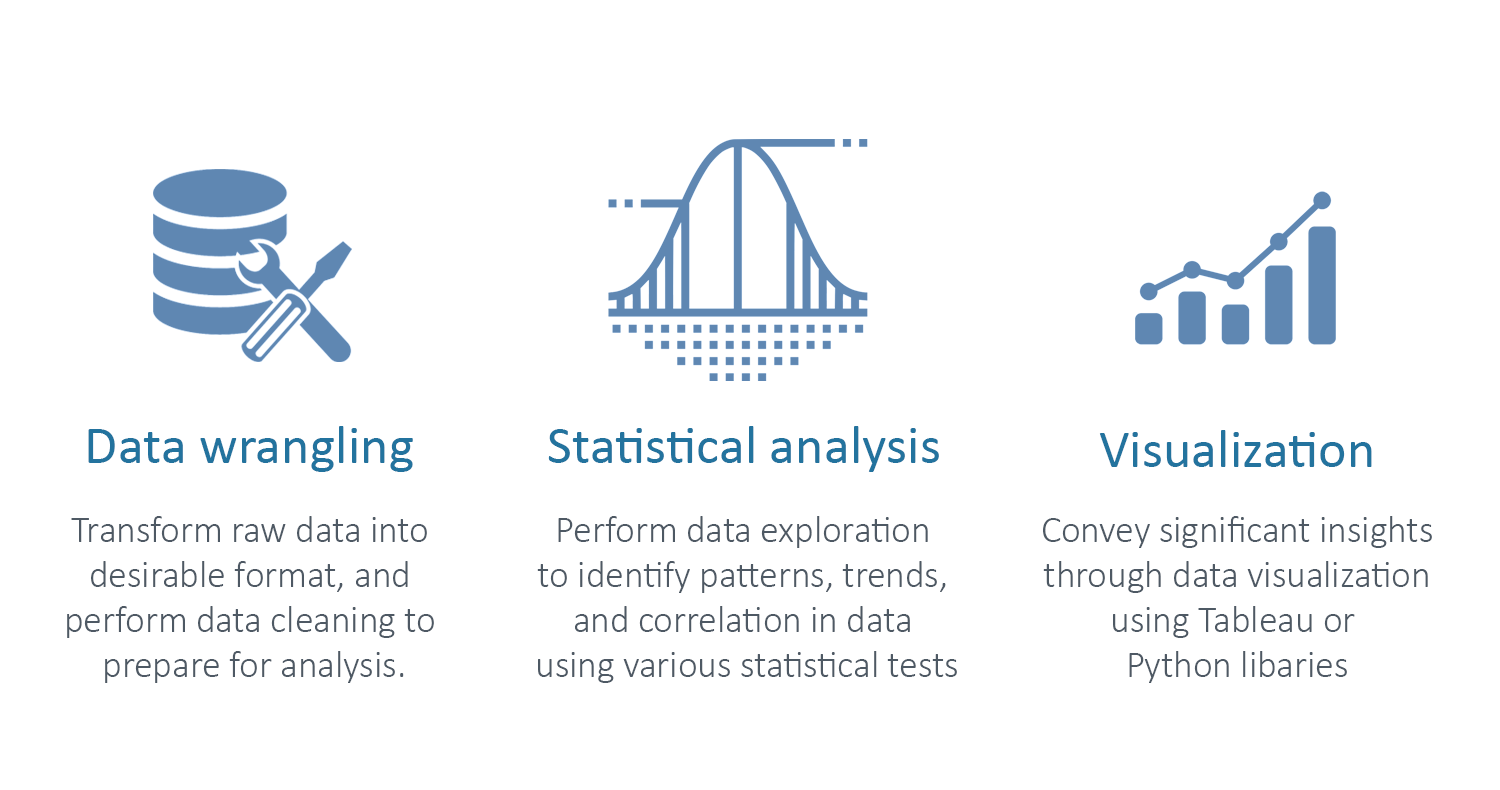 Data wrangling
Transform raw data into
desirable format, and
perform data cleaning to
prepare for analysis.
Statistical analysis
Perform data exploration
to identify patterns, trends,
and correlation in data
using various statistical tests
Visualization
Convey significant insights
through data visualization
using Tableau or
Python libaries